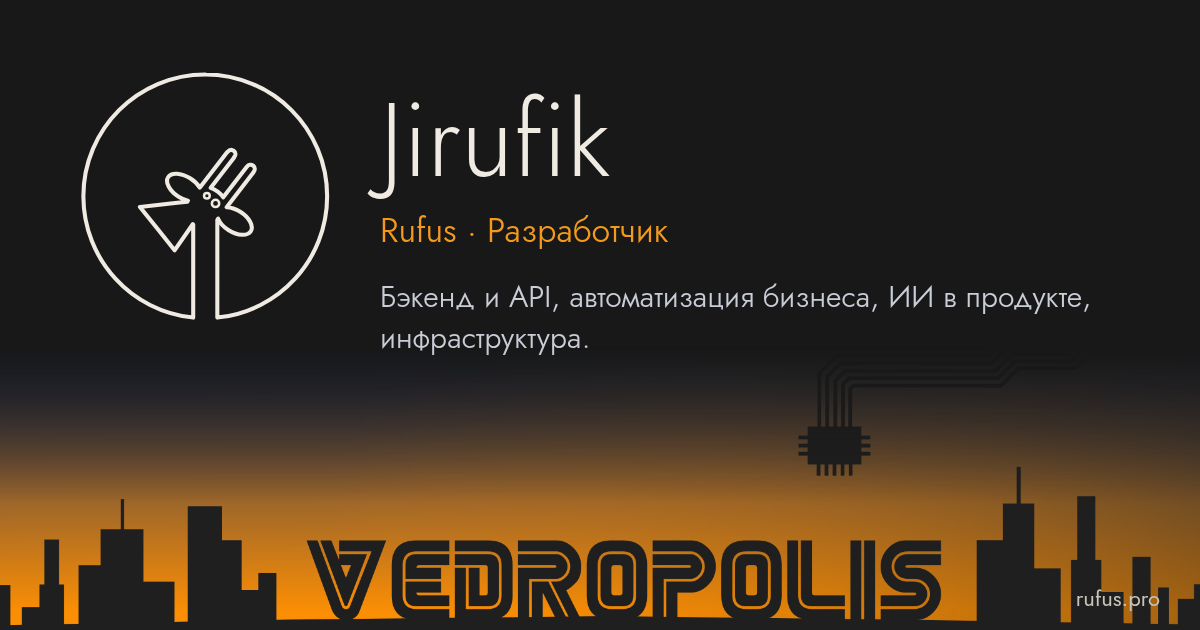 Jirufik
Rufus · Разработчик
Бэкенд и API, автоматизация бизнеса, ИИ в продукте,
инфраструктура.
VEDROPOLIS
rufus.pro